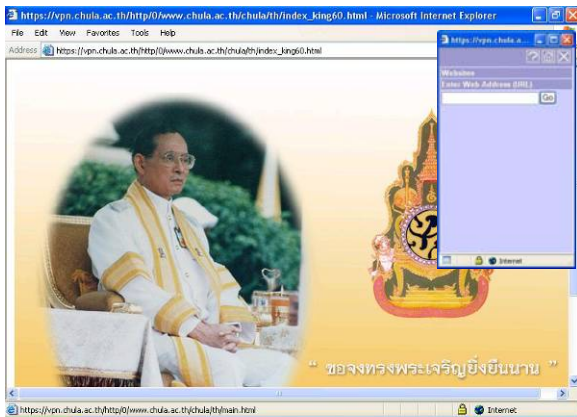 https://vpn.chula.ac.th/http/0/www.chula.ac.th/chula/th/index_king60.html - Microsoft Internet Explorer
File Edit View Favorites Tools Help
Address https://vpn.chula.ac.th/http/0/www.chula.ac.th/chula/th/index_king60.html
https://vpn.chula.a...
Websites
Enter Web Address (URL)
Go
Internet
“ ขอจงทรงพระเจริญยิ่งยืนนาน ”
https://vpn.chula.ac.th/http/0/www.chula.ac.th/chula/th/main.html
Internet